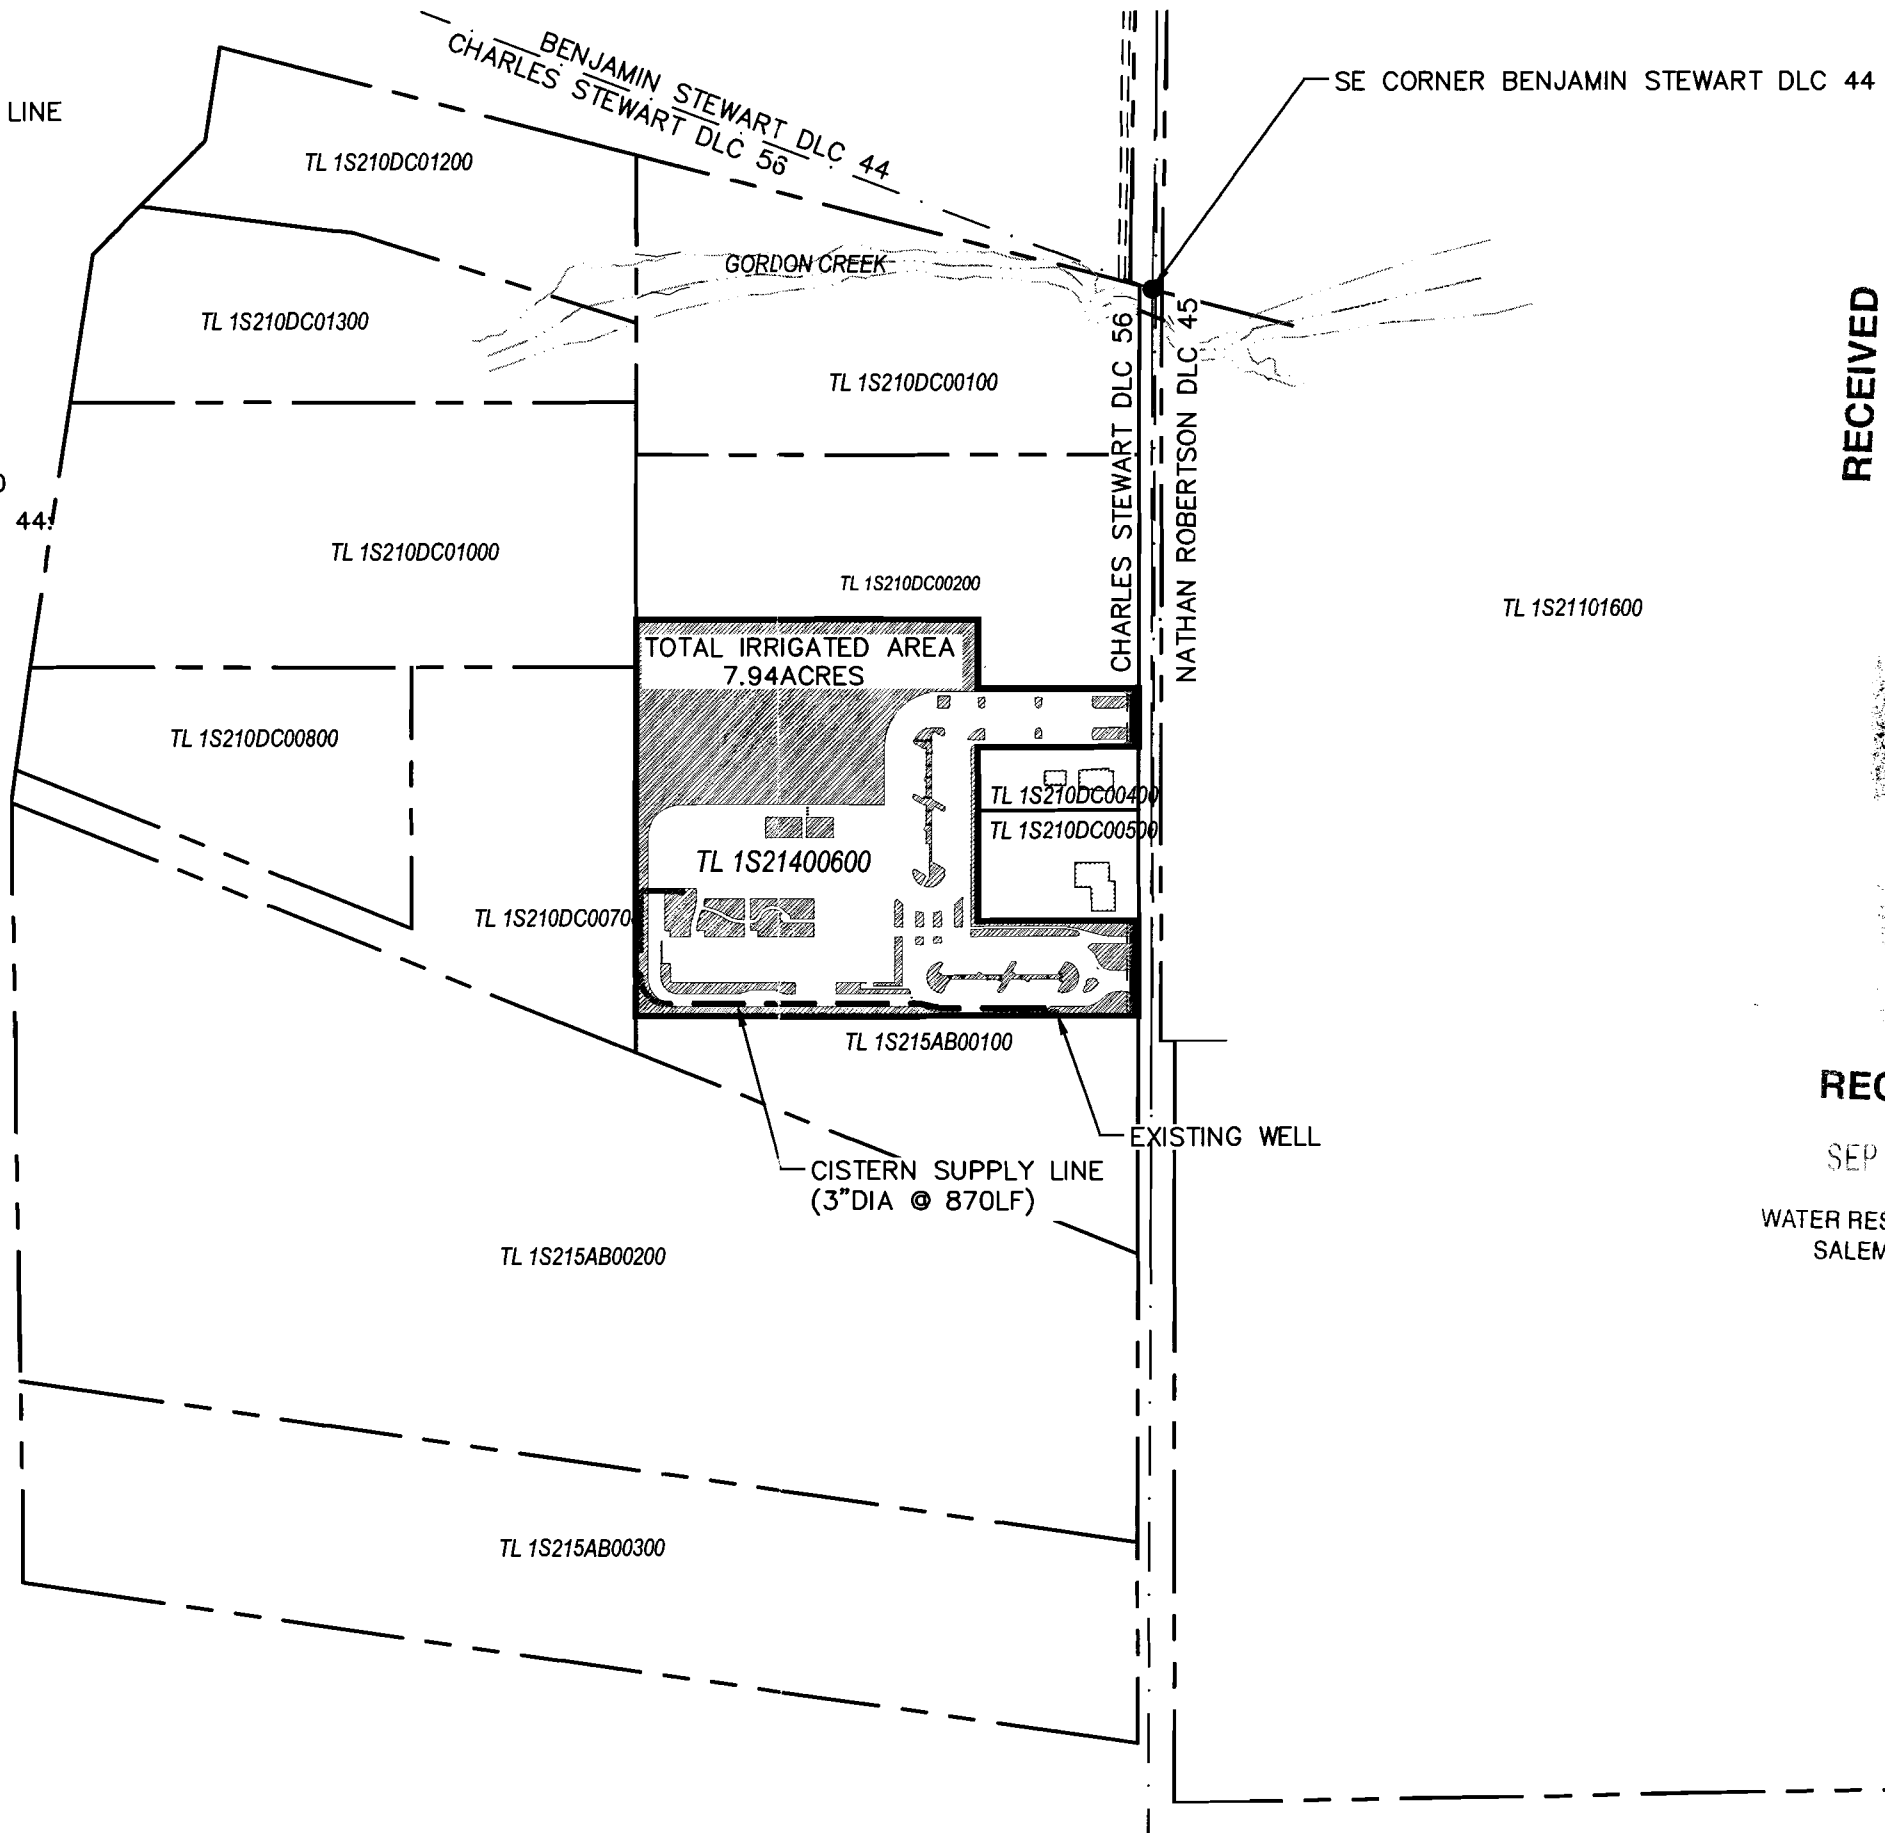 BENJAMIN STEWART DLC 44
CHARLES STEWART DLC 56
SE CORNER BENJAMIN STEWART DLC 44
LINE
TL 1S210DC01200
GORDON CREEK
RECEIVED
TL 1S210DC01300
TL 1S210DC00100
CHARLES STEWART DLC 56
NATHAN ROBERTSON DLC 45
44
TL 1S210DC01000
TL 1S210DC00200
TL 1S21101600
TOTAL IRRIGATED AREA
7.94ACRES
TL 1S210DC00800
TL 1S210DC00400
TL 1S210DC00500
TL 1S21400600
TL 1S210DC0070
TL 1S215AB00100
REC
EXISTING WELL
SEP
CISTERN SUPPLY LINE
(3"DIA @ 870LF)
WATER RES
SALEM
TL 1S215AB00200
TL 1S215AB00300